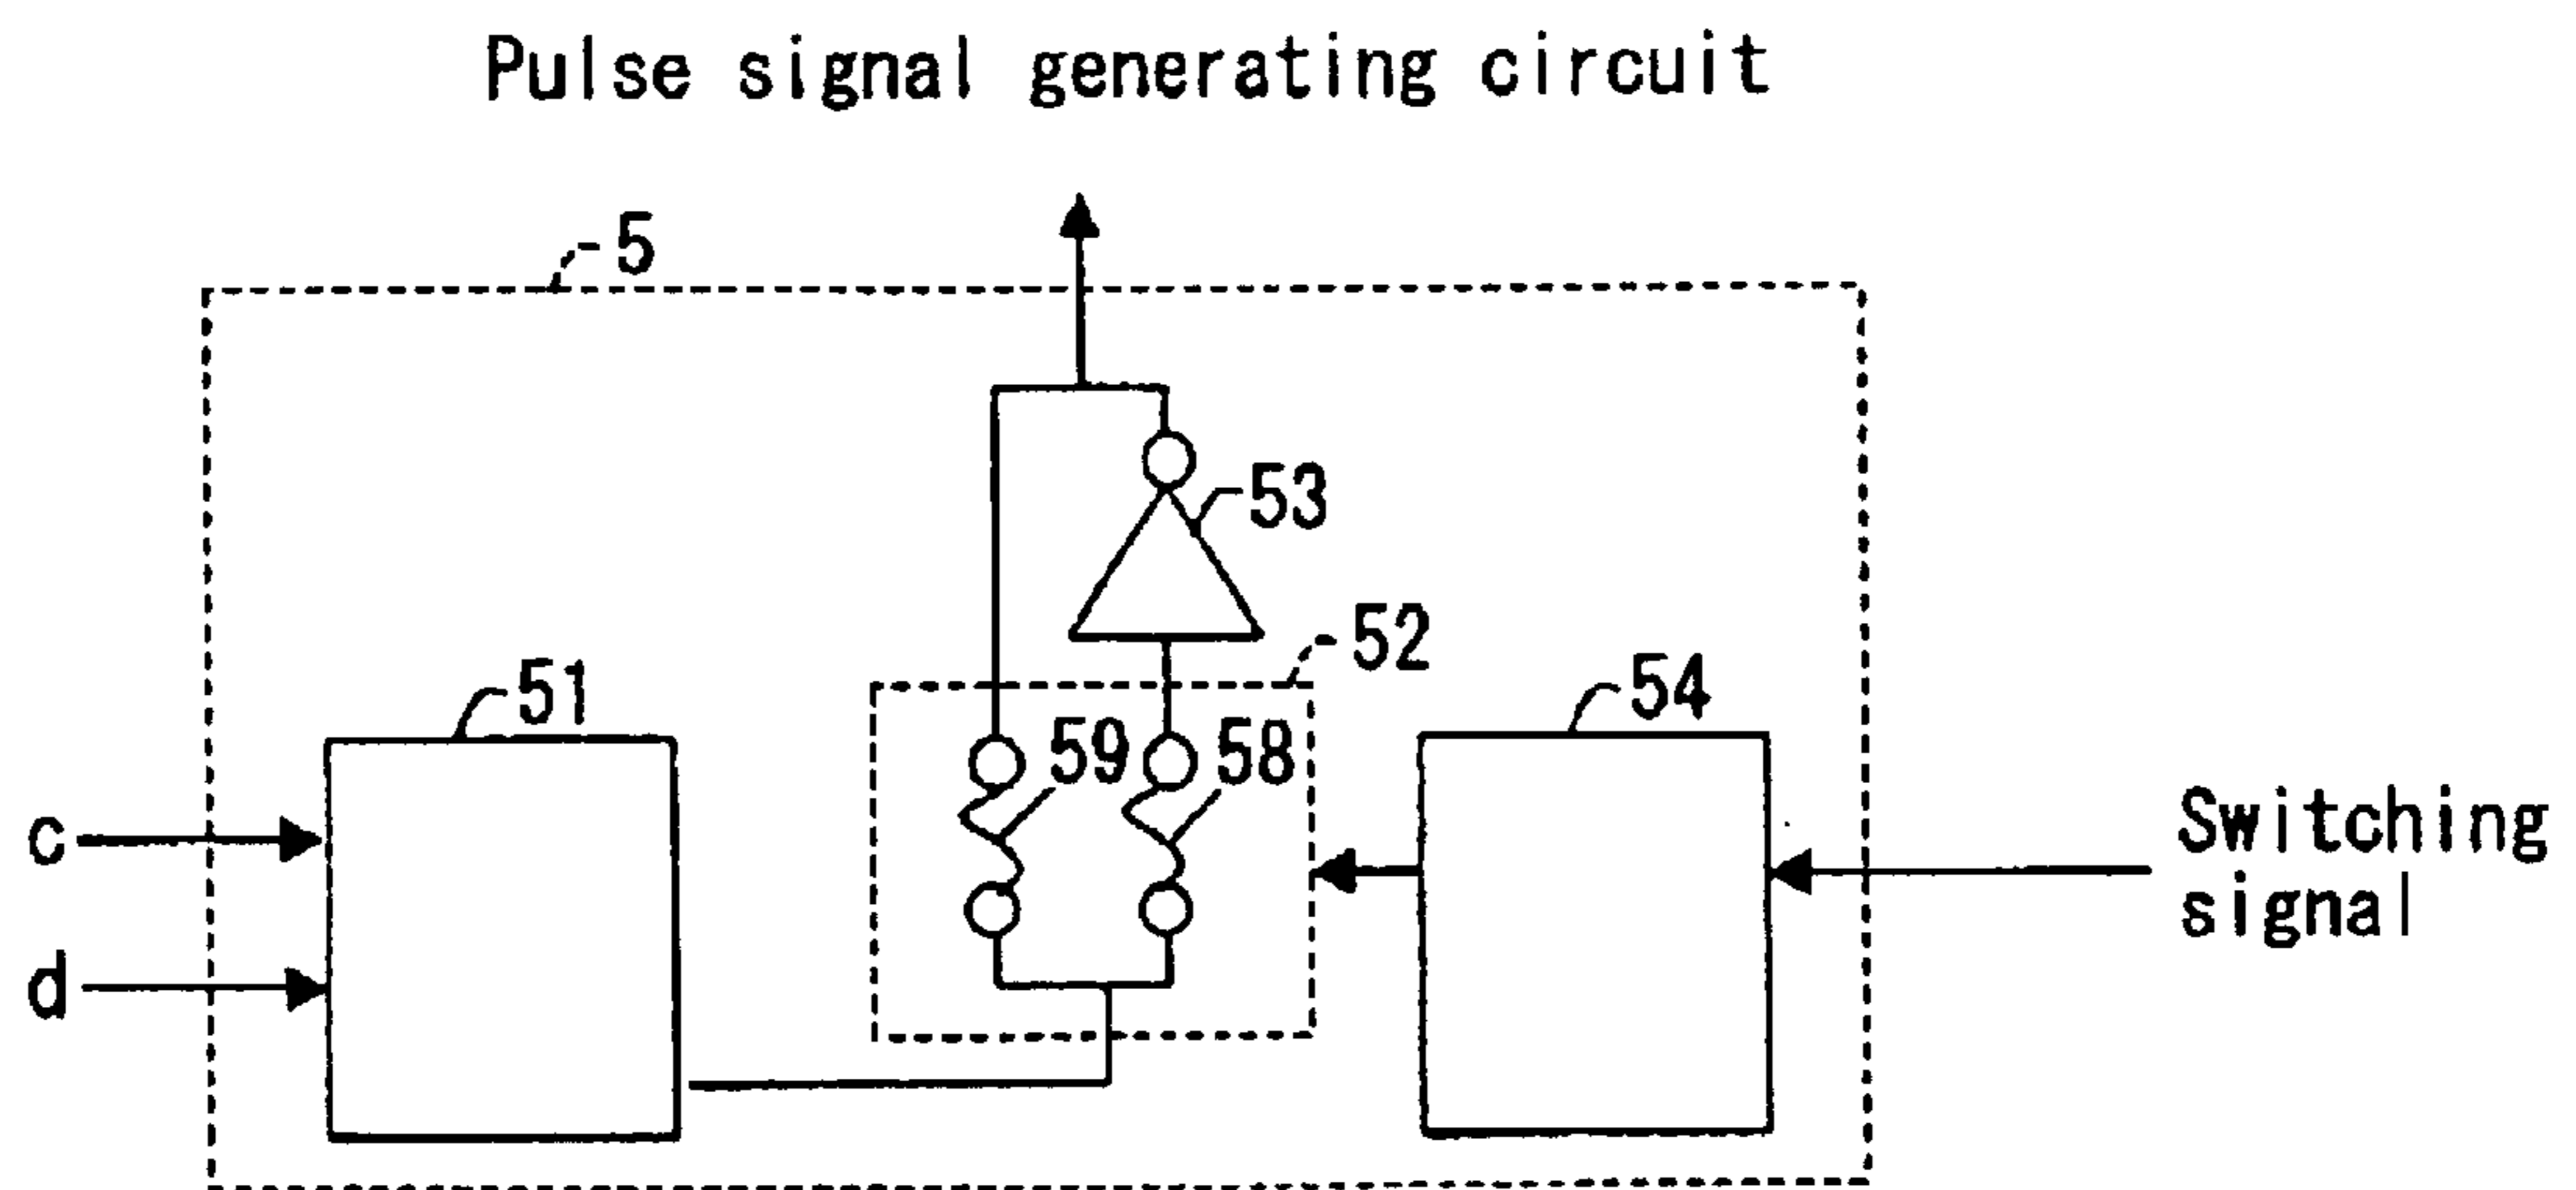 Pulse signal generating circuit
5
53
52
51
54
59
58
c
d
Switching
signal